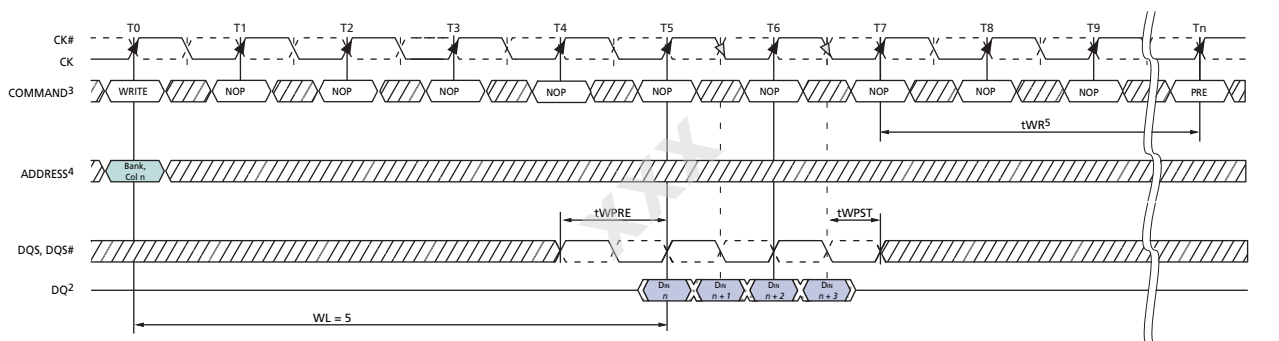 T0 T1 T2 T3 T4 T5 T6 T7 T8 T9 Tn
CK#
CK
COMMAND3 WRITE NOP NOP NOP NOP NOP NOP NOP NOP NOP PRE
tWR5
ADDRESS4 Bank, Col n
XXX
tWPRE tWPST
DQS, DQS#
DQ2 DIN n DIN n + 1 DIN n + 2 DIN n + 3
WL = 5